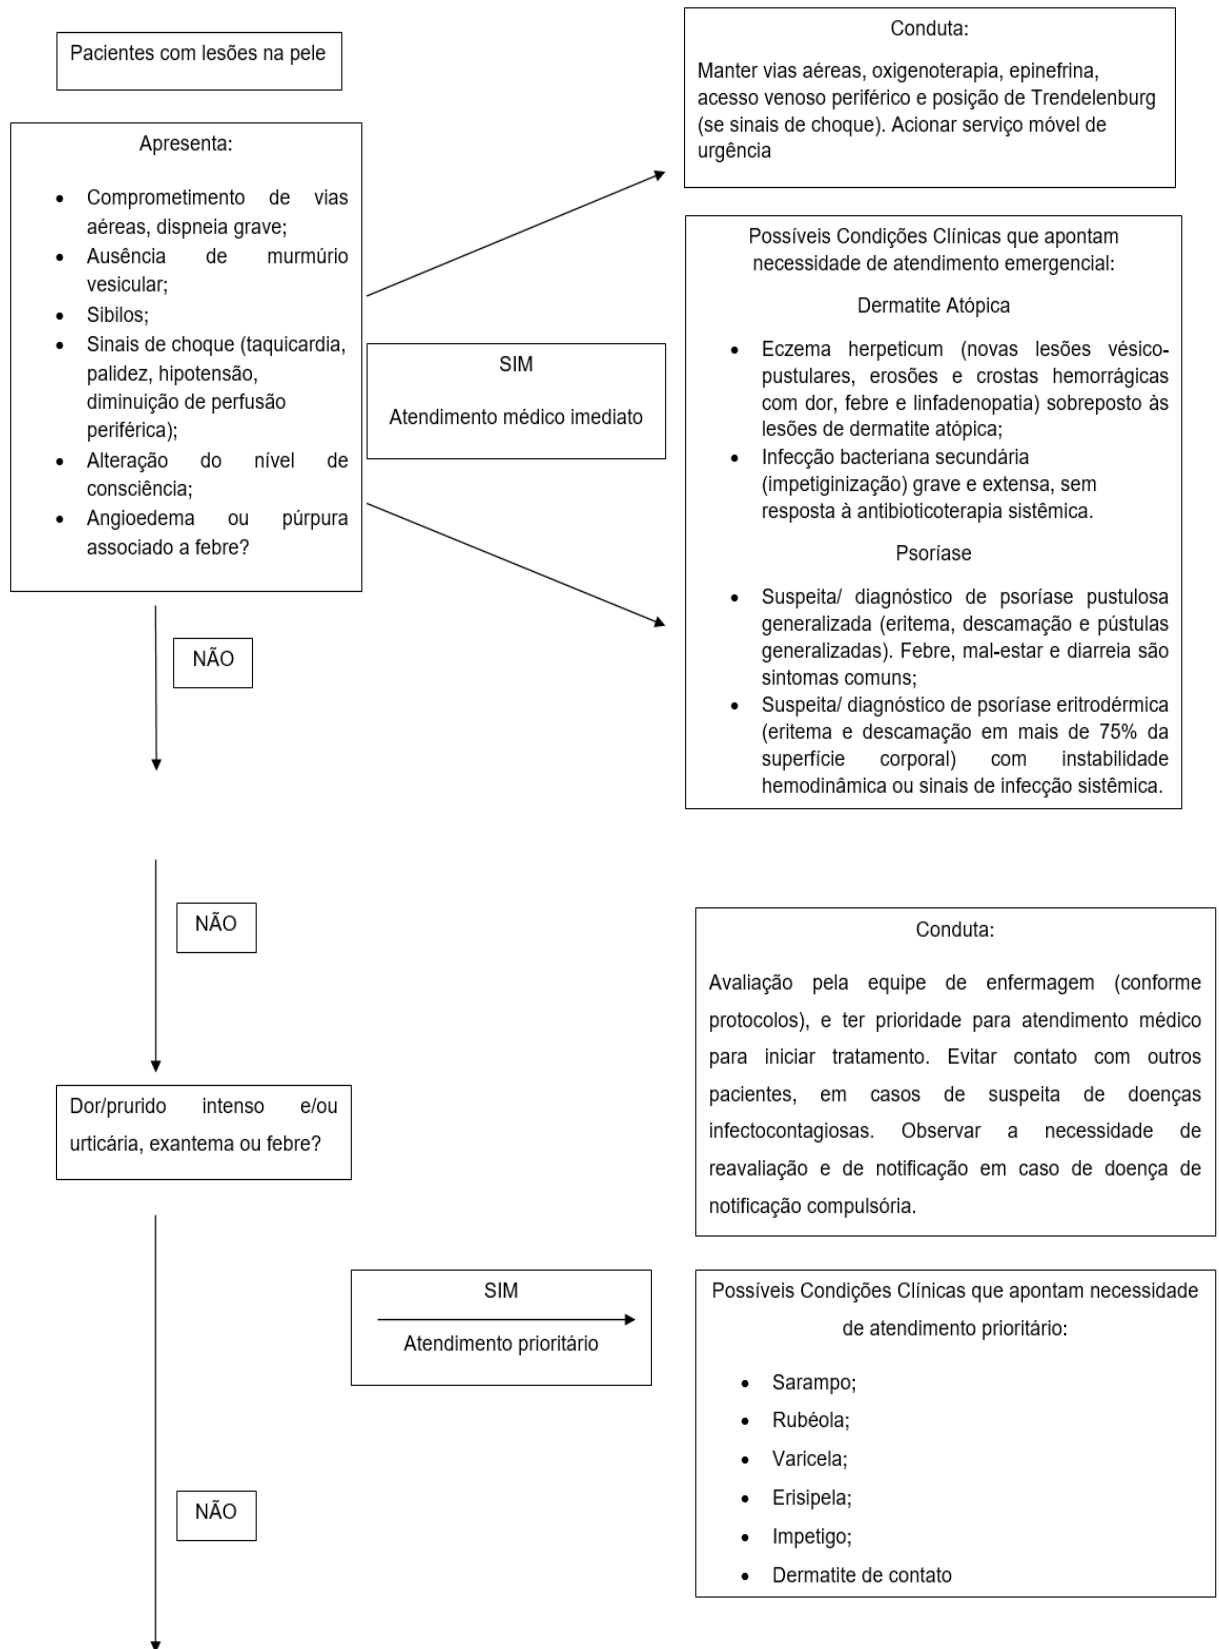 Pacientes com lesões na pele
Apresenta:
• Comprometimento de vias
aéreas, dispneia grave;
• Ausência de murmúrio
vesicular;
• Sibilos;
• Sinais de choque (taquicardia,
palidez, hipotensão,
diminuição de perfusão
periférica);
• Alteração do nível de
consciência;
• Angioedema ou púrpura
associado a febre?
SIM
Atendimento médico imediato
Conduta:
Manter vias aéreas, oxigenoterapia, epinefrina,
acesso venoso periférico e posição de Trendelenburg
(se sinais de choque). Acionar serviço móvel de
urgência
Possíveis Condições Clínicas que apontam
necessidade de atendimento emergencial:
Dermatite Atópica
• Eczema herpeticum (novas lesões vésico-
pustulares, erosões e crostas hemorrágicas
com dor, febre e linfadenopatia) sobreposto às
lesões de dermatite atópica;
• Infecção bacteriana secundária
(impetiginização) grave e extensa, sem
resposta à antibioticoterapia sistêmica.
Psoríase
• Suspeita/ diagnóstico de psoríase pustulosa
generalizada (eritema, descamação e pústulas
generalizadas). Febre, mal-estar e diarreia são
sintomas comuns;
• Suspeita/ diagnóstico de psoríase eritrodérmica
(eritema e descamação em mais de 75% da
superfície corporal) com instabilidade
hemodinâmica ou sinais de infecção sistêmica.
NÃO
NÃO
Dor/prurido intenso e/ou
urticária, exantema ou febre?
SIM
Atendimento prioritário
Conduta:
Avaliação pela equipe de enfermagem (conforme
protocolos), e ter prioridade para atendimento médico
para iniciar tratamento. Evitar contato com outros
pacientes, em casos de suspeita de doenças
infectocontagiosas. Observar a necessidade de
reavaliação e de notificação em caso de doença de
notificação compulsória.
Possíveis Condições Clínicas que apontam necessidade
de atendimento prioritário:
• Sarampo;
• Rubéola;
• Varicela;
• Erisipela;
• Impetigo;
• Dermatite de contato
NÃO